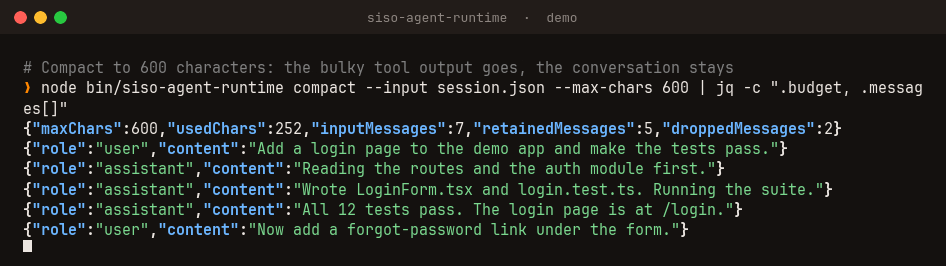 siso-agent-runtime · demo
# Compact to 600 characters: the bulky tool output goes, the conversation stays
❯ node bin/siso-agent-runtime compact --input session.json --max-chars 600 | jq -c ".budget, .messag
es[]"
{"maxChars":600,"usedChars":252,"inputMessages":7,"retainedMessages":5,"droppedMessages":2}
{"role":"user","content":"Add a login page to the demo app and make the tests pass."}
{"role":"assistant","content":"Reading the routes and the auth module first."}
{"role":"assistant","content":"Wrote LoginForm.tsx and login.test.ts. Running the suite."}
{"role":"assistant","content":"All 12 tests pass. The login page is at /login."}
{"role":"user","content":"Now add a forgot-password link under the form."}